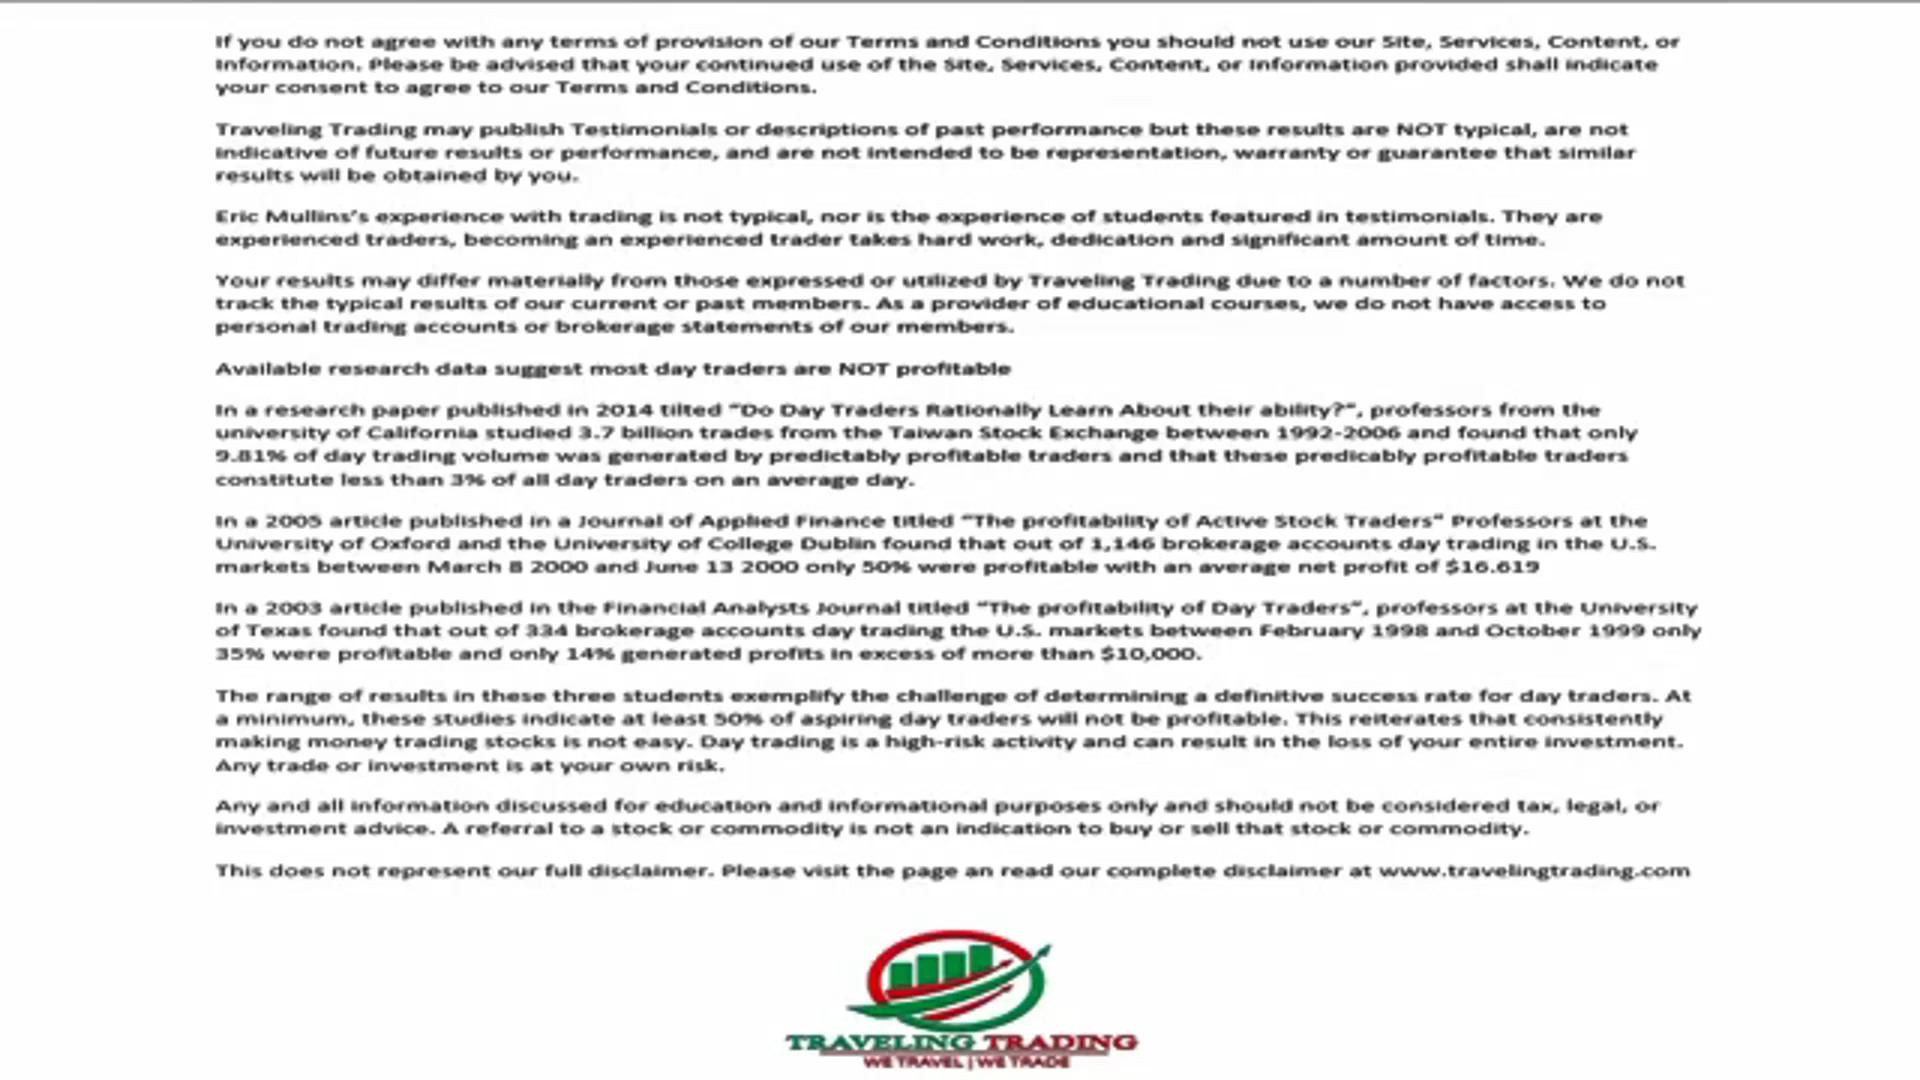 If you do not agree with any terms of provision of our Terms and Conditions you should not use our Site, Services, Content, or
Information. Please be advised that your continued use of the Site, Services, Content, or Information provided shall indicate
your consent to agree to our Terms and Conditions.
Traveling Trading may publish Testimonials or descriptions of past performance but these results are NOT typical, are not
indicative of future results or performance, and are not intended to be representation, warranty or guarantee that similar
results will be obtained by you.
Eric Mullins's experience with trading is not typical, nor is the experience of students featured in testimonials. They are
experienced traders, becoming an experienced trader takes hard work, dedication and significant amount of time.
Your results may differ materially from those expressed or utilized by Traveling Trading due to a number of factors. We do not
track the typical results of our current or past members. As a provider of educational courses, we do not have access to
personal trading accounts or brokerage statements of our members.
Available research data suggest most day traders are NOT profitable
In a research paper published in 2014 tilted "Do Day Traders Rationally Learn About their ability?", professors from the
university of California studied 3.7 billion trades from the Taiwan Stock Exchange between 1992-2006 and found that only
9.81% of day trading volume was generated by predictably profitable traders and that these predicably profitable traders
constitute less than 3% of all day traders on an average day.
In a 2005 article published in a Journal of Applied Finance titled "The profitability of Active Stock Traders" Professors at the
University of Oxford and the University of College Dublin found that out of 1,146 brokerage accounts day trading in the U.S.
markets between March 8 2000 and June 13 2000 only 50% were profitable with an average net profit of $16.619
In a 2003 article published in the Financial Analysts Journal titled "The profitability of Day Traders", professors at the University
of Texas found that out of 334 brokerage accounts day trading the U.S. markets between February 1998 and October 1999 only
35% were profitable and only 14% generated profits in excess of more than $10,000.
The range of results in these three students exemplify the challenge of determining a definitive success rate for day traders. At
a minimum, these studies indicate at least 50% of aspiring day traders will not be profitable. This reiterates that consistently
making money trading stocks is not easy. Day trading is a high-risk activity and can result in the loss of your entire investment.
Any trade or investment is at your own risk.
Any and all information discussed for education and informational purposes only and should not be considered tax, legal, or
investment advice. A referral to a stock or commodity is not an indication to buy or sell that stock or commodity.
This does not represent our full disclaimer. Please visit the page an read our complete disclaimer at www.travelingtrading.com
TRAVELING TRADING
WE TRAVEL | WE TRADE